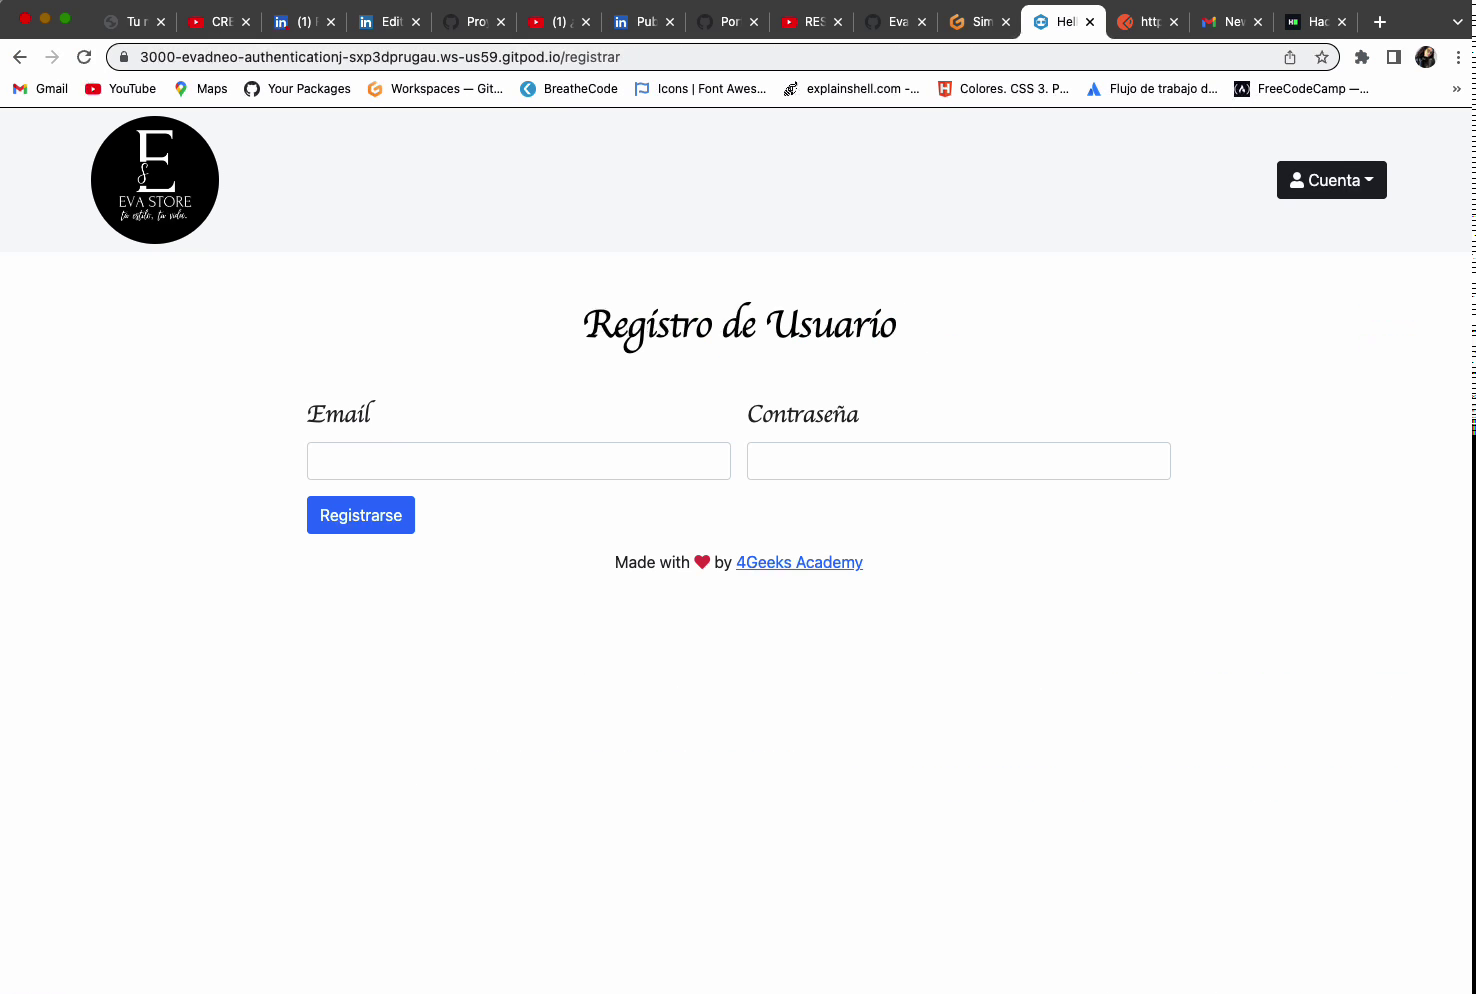 Tu r CRE (1) F Edit Pro (1) Pub Por RES Eva Sim Hell http New Hac
3000-evadneo-authenticationj-sxp3dprugau.ws-us59.gitpod.io/registrar
Gmail YouTube Maps Your Packages Workspaces — Git... BreatheCode Icons | Font Awes... explainshell.com -... Colores. CSS 3. P... Flujo de trabajo d... FreeCodeCamp —... »
E
&
EVA STORE
tu estilo, tu vida.
Cuenta
Registro de Usuario
Email Contraseña
Registrarse
Made with ❤ by 4Geeks Academy